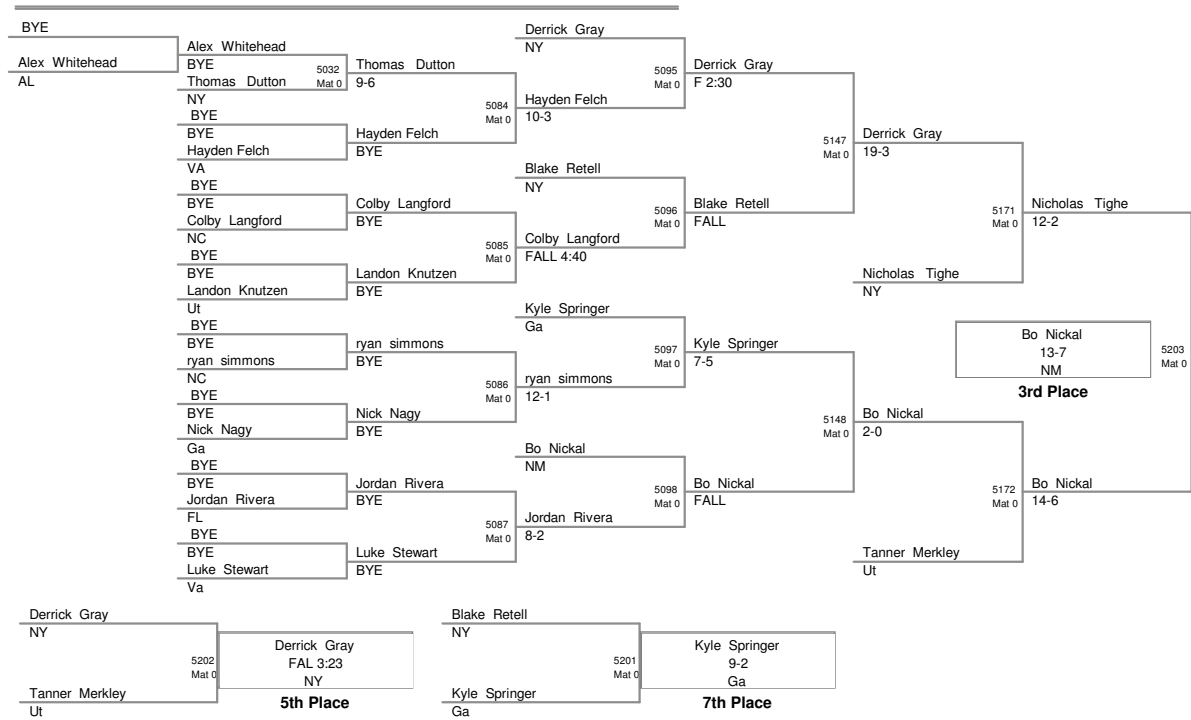 BYE
Alex Whitehead
AL
Alex Whitehead
BYE
5032
Mat 0
Thomas Dutton
NY
BYE
BYE
Hayden Felch
VA
BYE
BYE
Colby Langford
NC
BYE
BYE
Landon Knutzen
Ut
BYE
BYE
ryan simmons
NC
BYE
BYE
Nick Nagy
Ga
BYE
BYE
Jordan Rivera
FL
BYE
BYE
Luke Stewart
Va
Thomas Dutton
9-6
5084
Mat 0
Hayden Felch
BYE
Colby Langford
BYE
5085
Mat 0
Landon Knutzen
BYE
ryan simmons
BYE
5086
Mat 0
Nick Nagy
BYE
Jordan Rivera
BYE
5087
Mat 0
Luke Stewart
BYE
Derrick Gray
NY
5095
Mat 0
Hayden Felch
10-3
Blake Retell
NY
5096
Mat 0
Colby Langford
FALL 4:40
Kyle Springer
Ga
5097
Mat 0
ryan simmons
12-1
Bo Nickal
NM
5098
Mat 0
Jordan Rivera
8-2
Derrick Gray
F 2:30
5147
Mat 0
Blake Retell
FALL
Kyle Springer
7-5
5148
Mat 0
Bo Nickal
FALL
Derrick Gray
19-3
5171
Mat 0
Nicholas Tighe
NY
Bo Nickal
2-0
5172
Mat 0
Tanner Merkley
Ut
Nicholas Tighe
12-2
Bo Nickal
13-7
NM
5203
Mat 0
3rd Place
Bo Nickal
14-6
Derrick Gray
NY
5202
Mat 0
Tanner Merkley
Ut
Derrick Gray
FAL 3:23
NY
5th Place
Blake Retell
NY
5201
Mat 0
Kyle Springer
Ga
Kyle Springer
9-2
Ga
7th Place